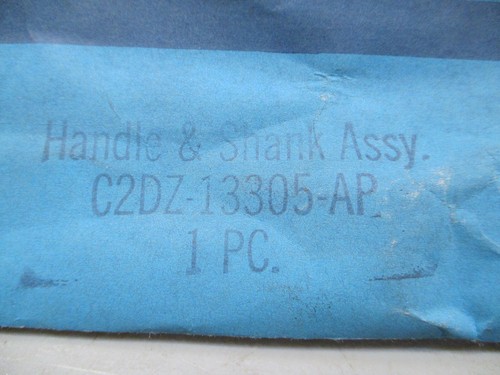 Handle & Shank Assy.
C2DZ-13305-AP
1 PC.